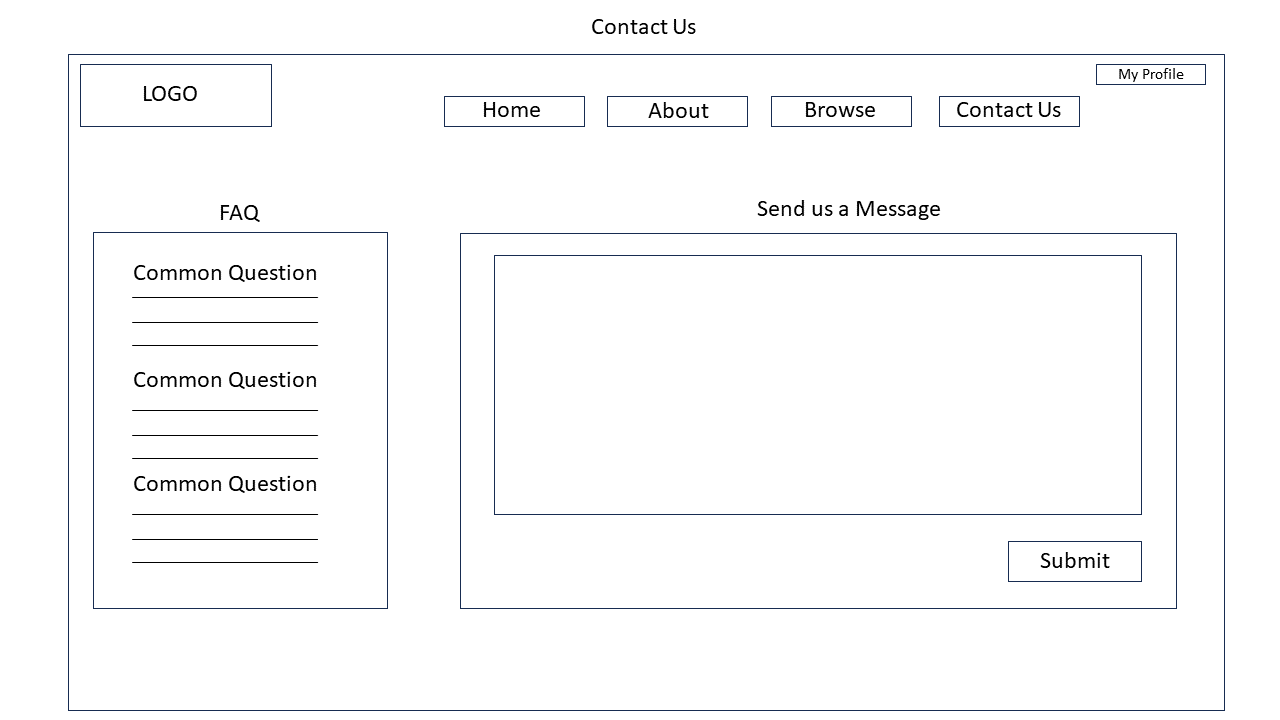 Contact Us
LOGO
My Profile
Home
About
Browse
Contact Us
FAQ
Common Question
Common Question
Common Question
Send us a Message
Submit